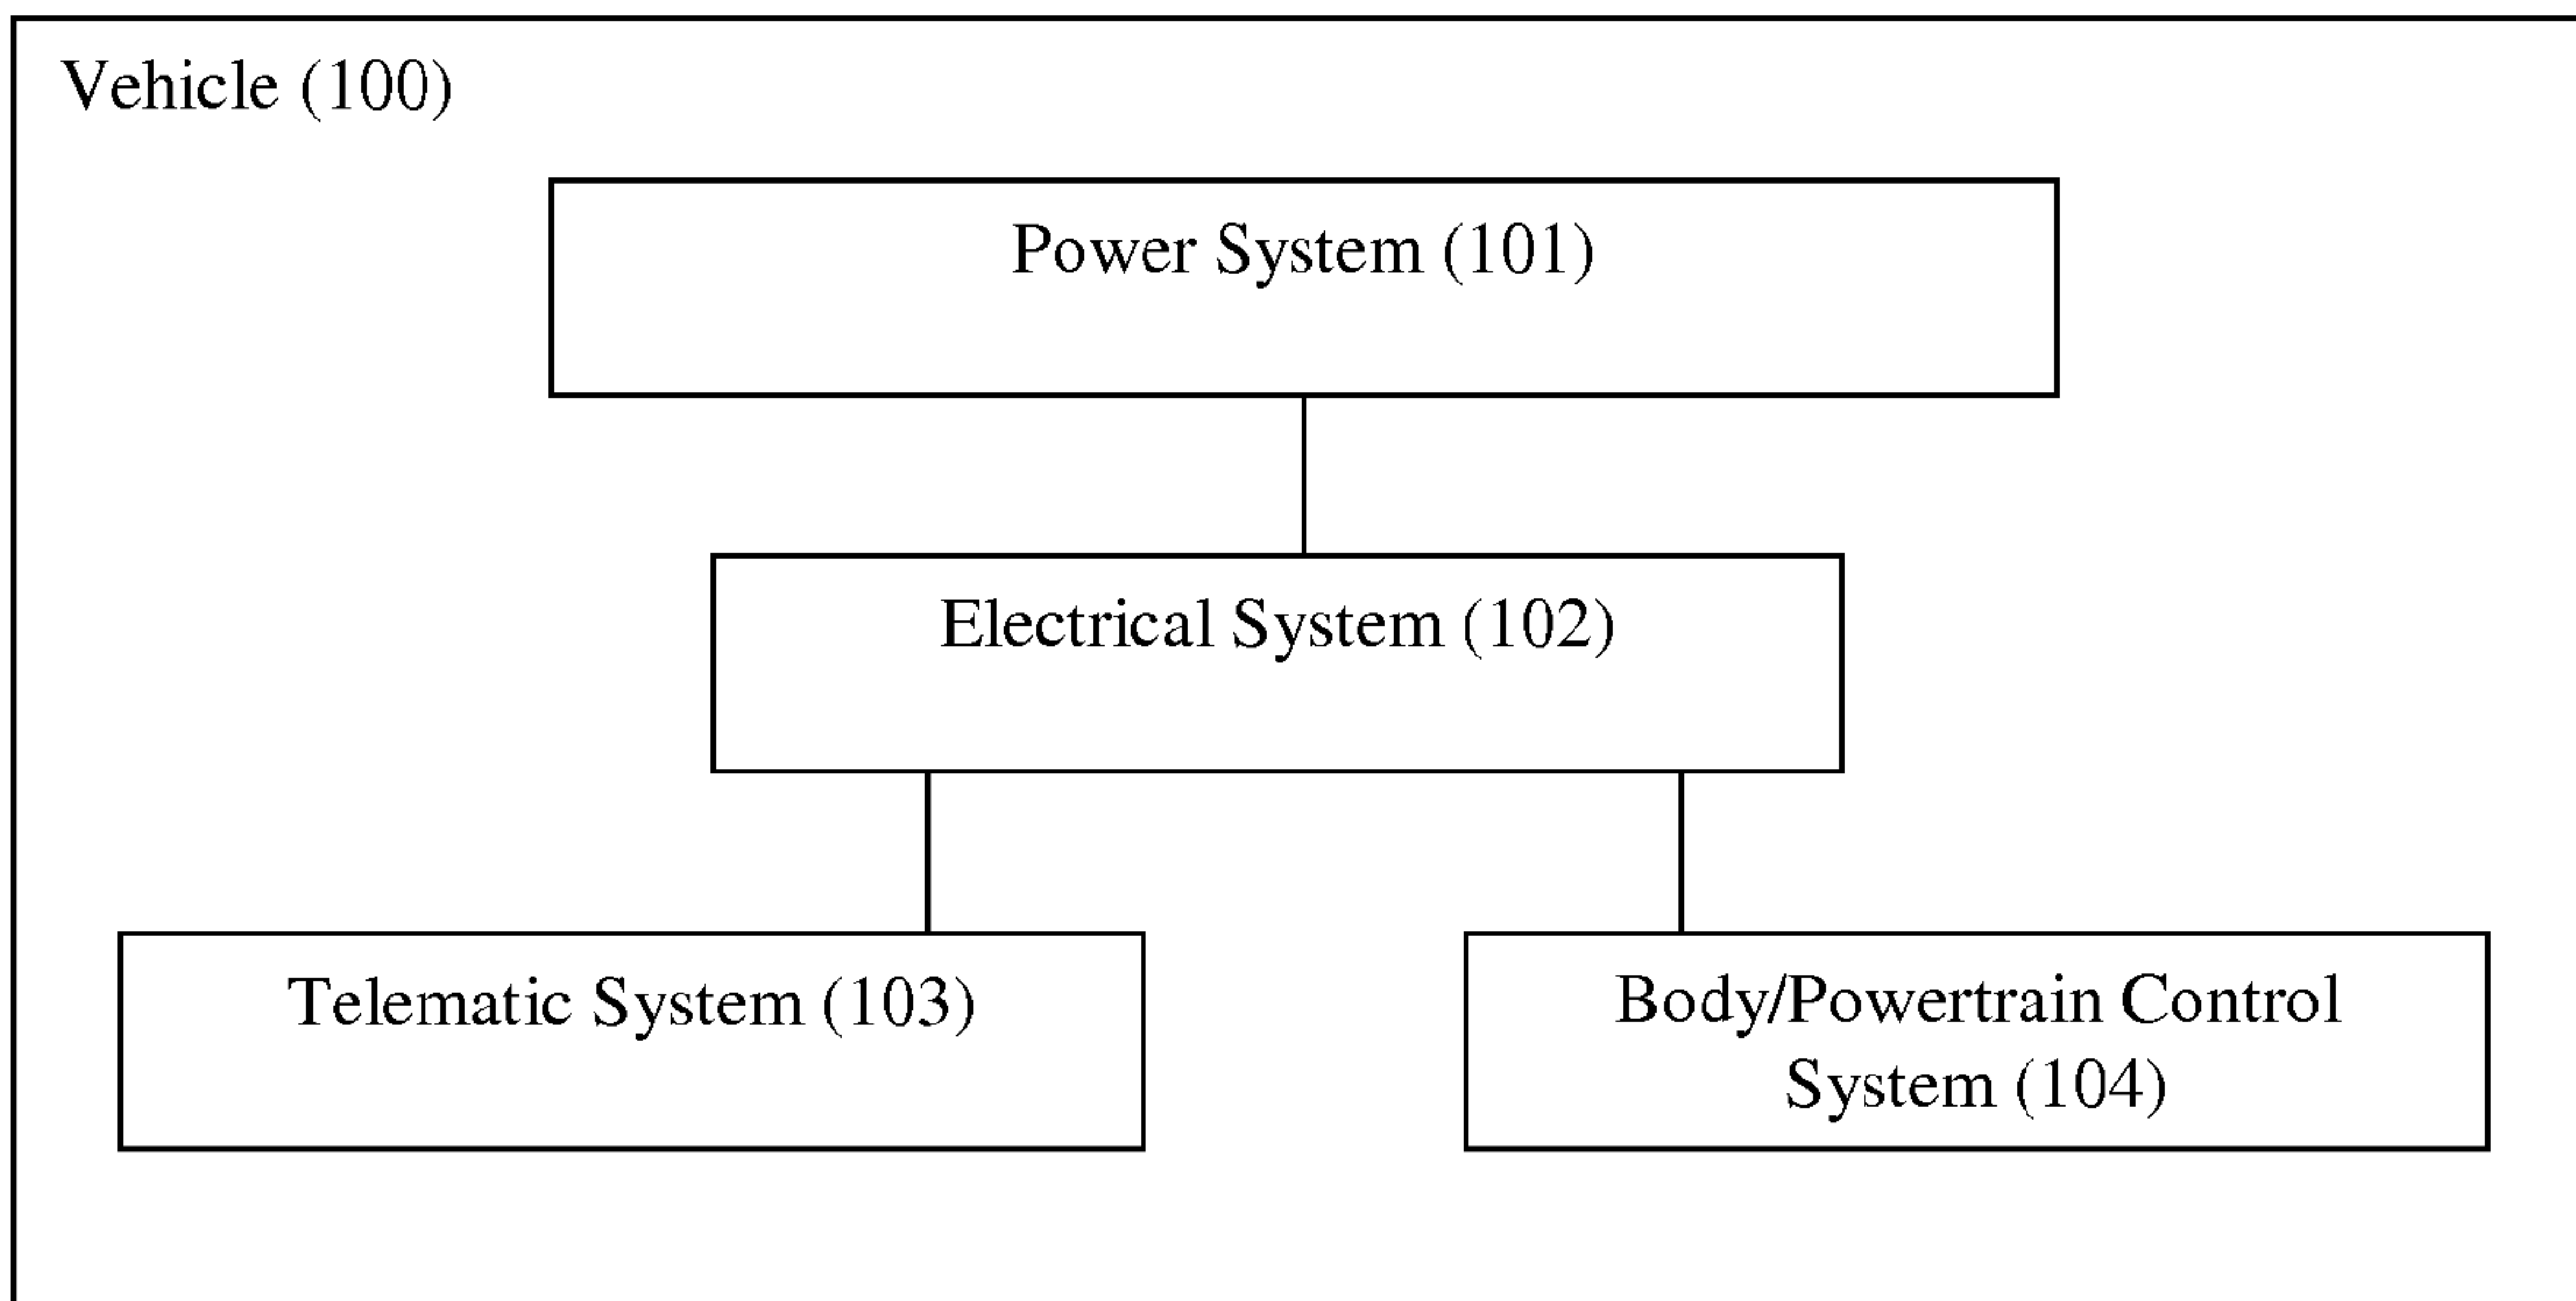 Vehicle (100)
Power System (101)
Electrical System (102)
Telematic System (103)
Body/Powertrain Control
System (104)